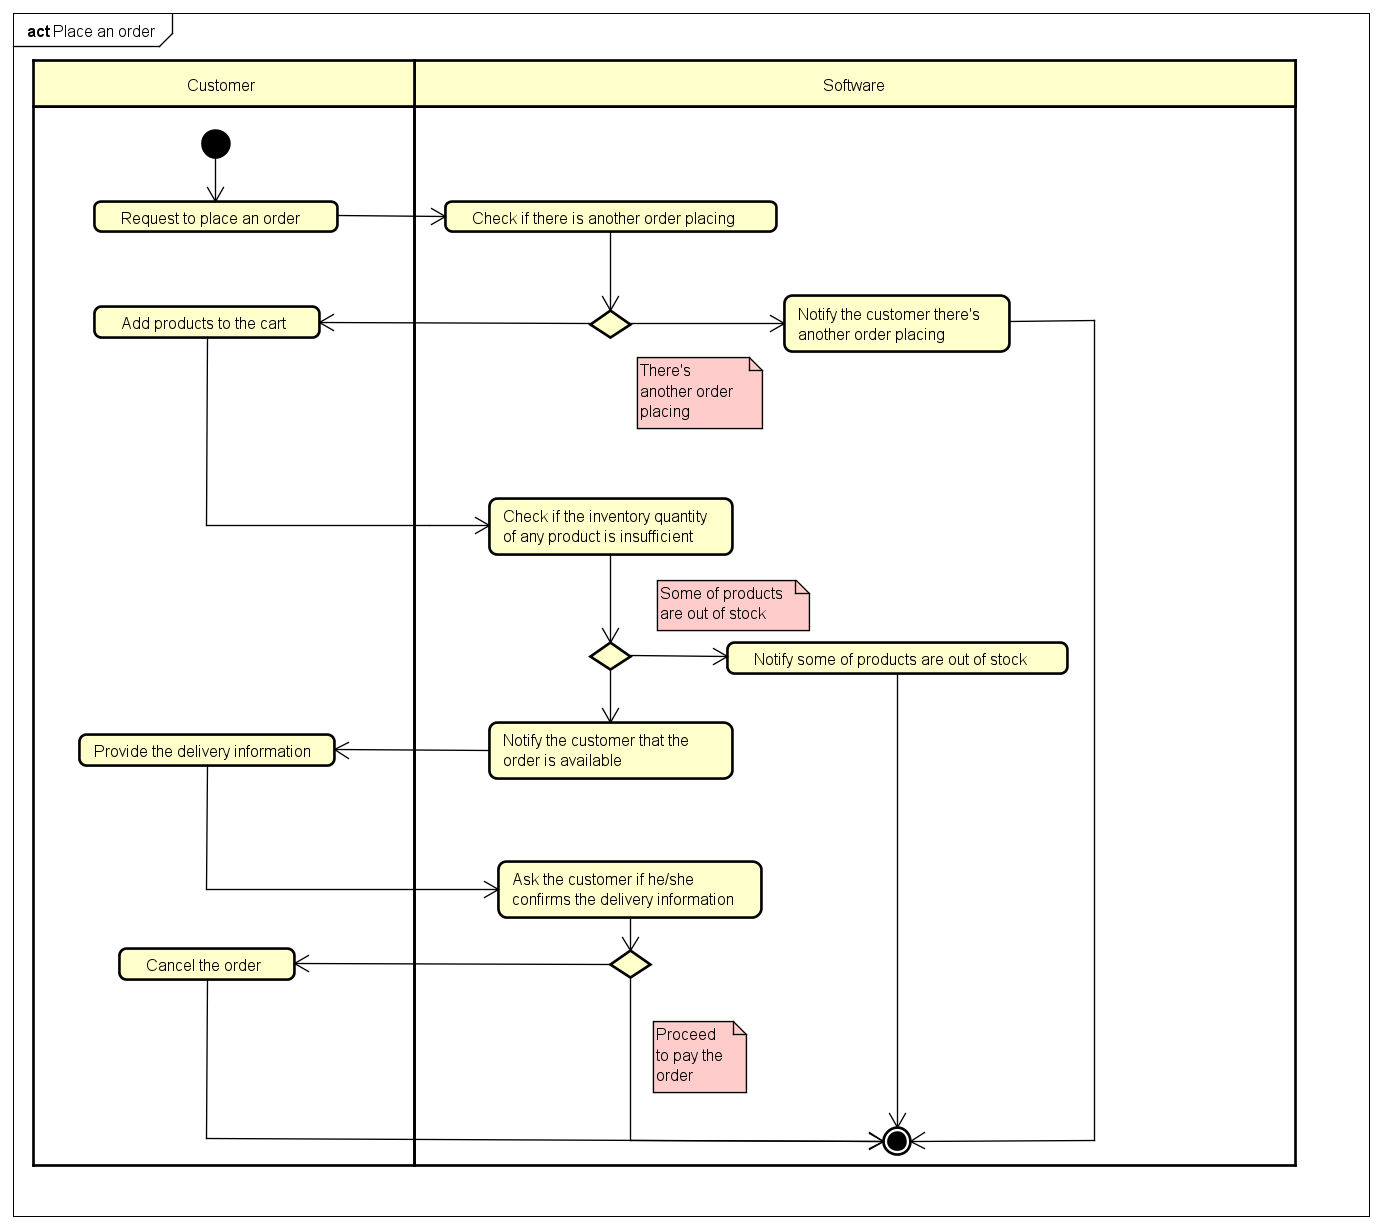 act Place an order
Customer
Software
Request to place an order
Check if there is another order placing
Add products to the cart
Notify the customer there's
another order placing
There's
another order
placing
Check if the inventory quantity
of any product is insufficient
Some of products
are out of stock
Notify some of products are out of stock
Notify the customer that the
order is available
Provide the delivery information
Ask the customer if he/she
confirms the delivery information
Cancel the order
Proceed
to pay the
order